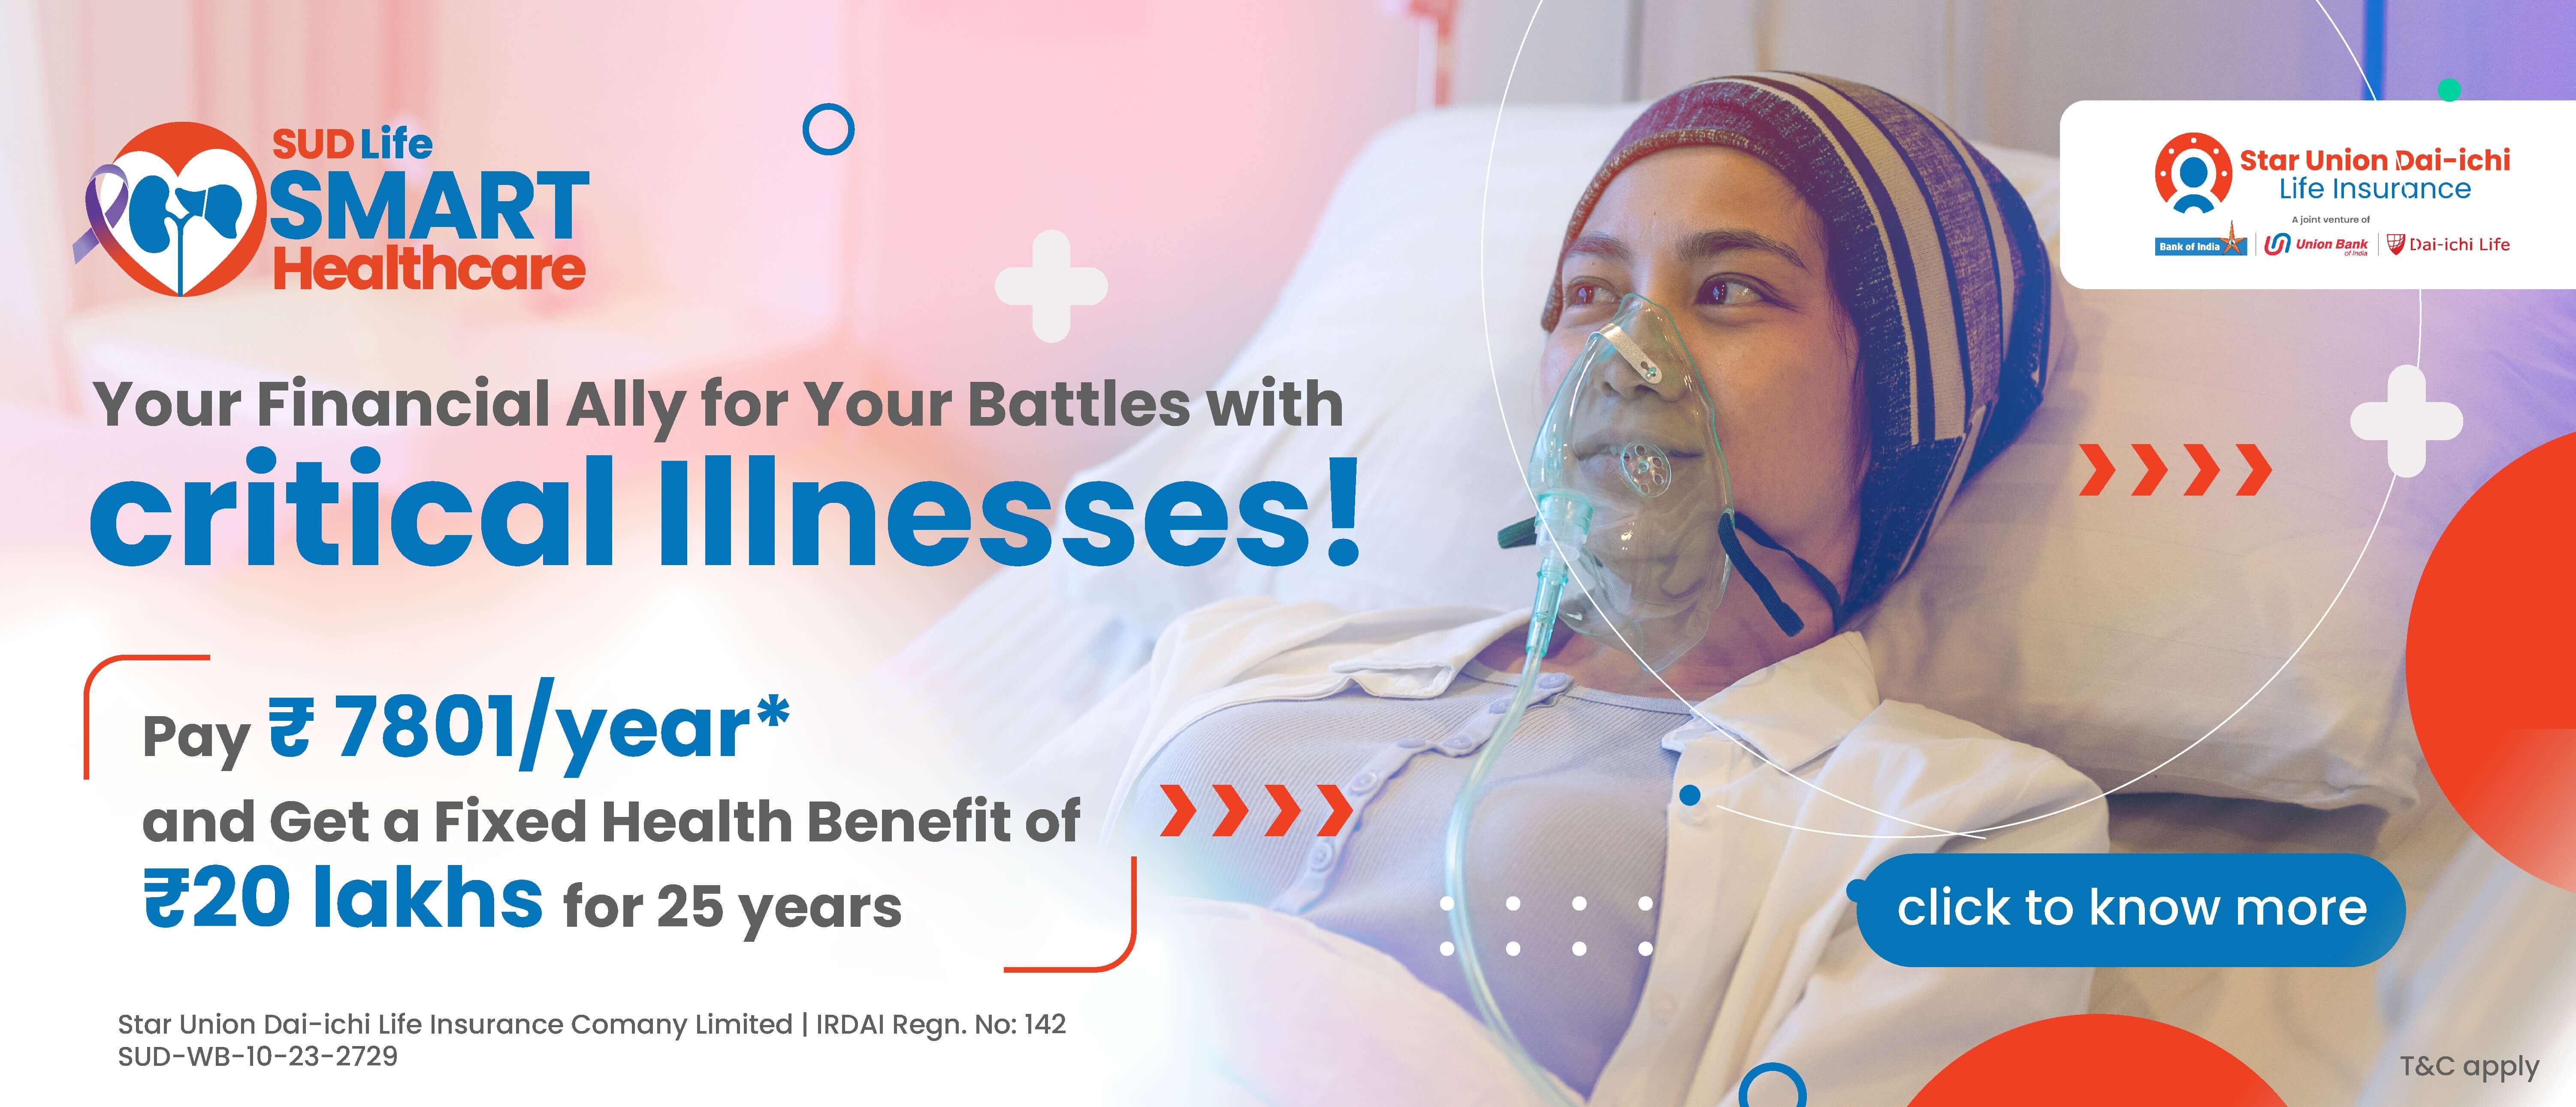 SUD Life
SMART
Healthcare
Star Union Dai-ichi
Life Insurance
A joint venture of
Bank of India
Union Bank
of India
Dai-ichi Life
Your Financial Ally for Your Battles with
critical Illnesses!
Pay ₹ 7801/year*
and Get a Fixed Health Benefit of
₹20 lakhs for 25 years
click to know more
Star Union Dai-ichi Life Insurance Comany Limited | IRDAI Regn. No: 142
SUD-WB-10-23-2729
T&C apply